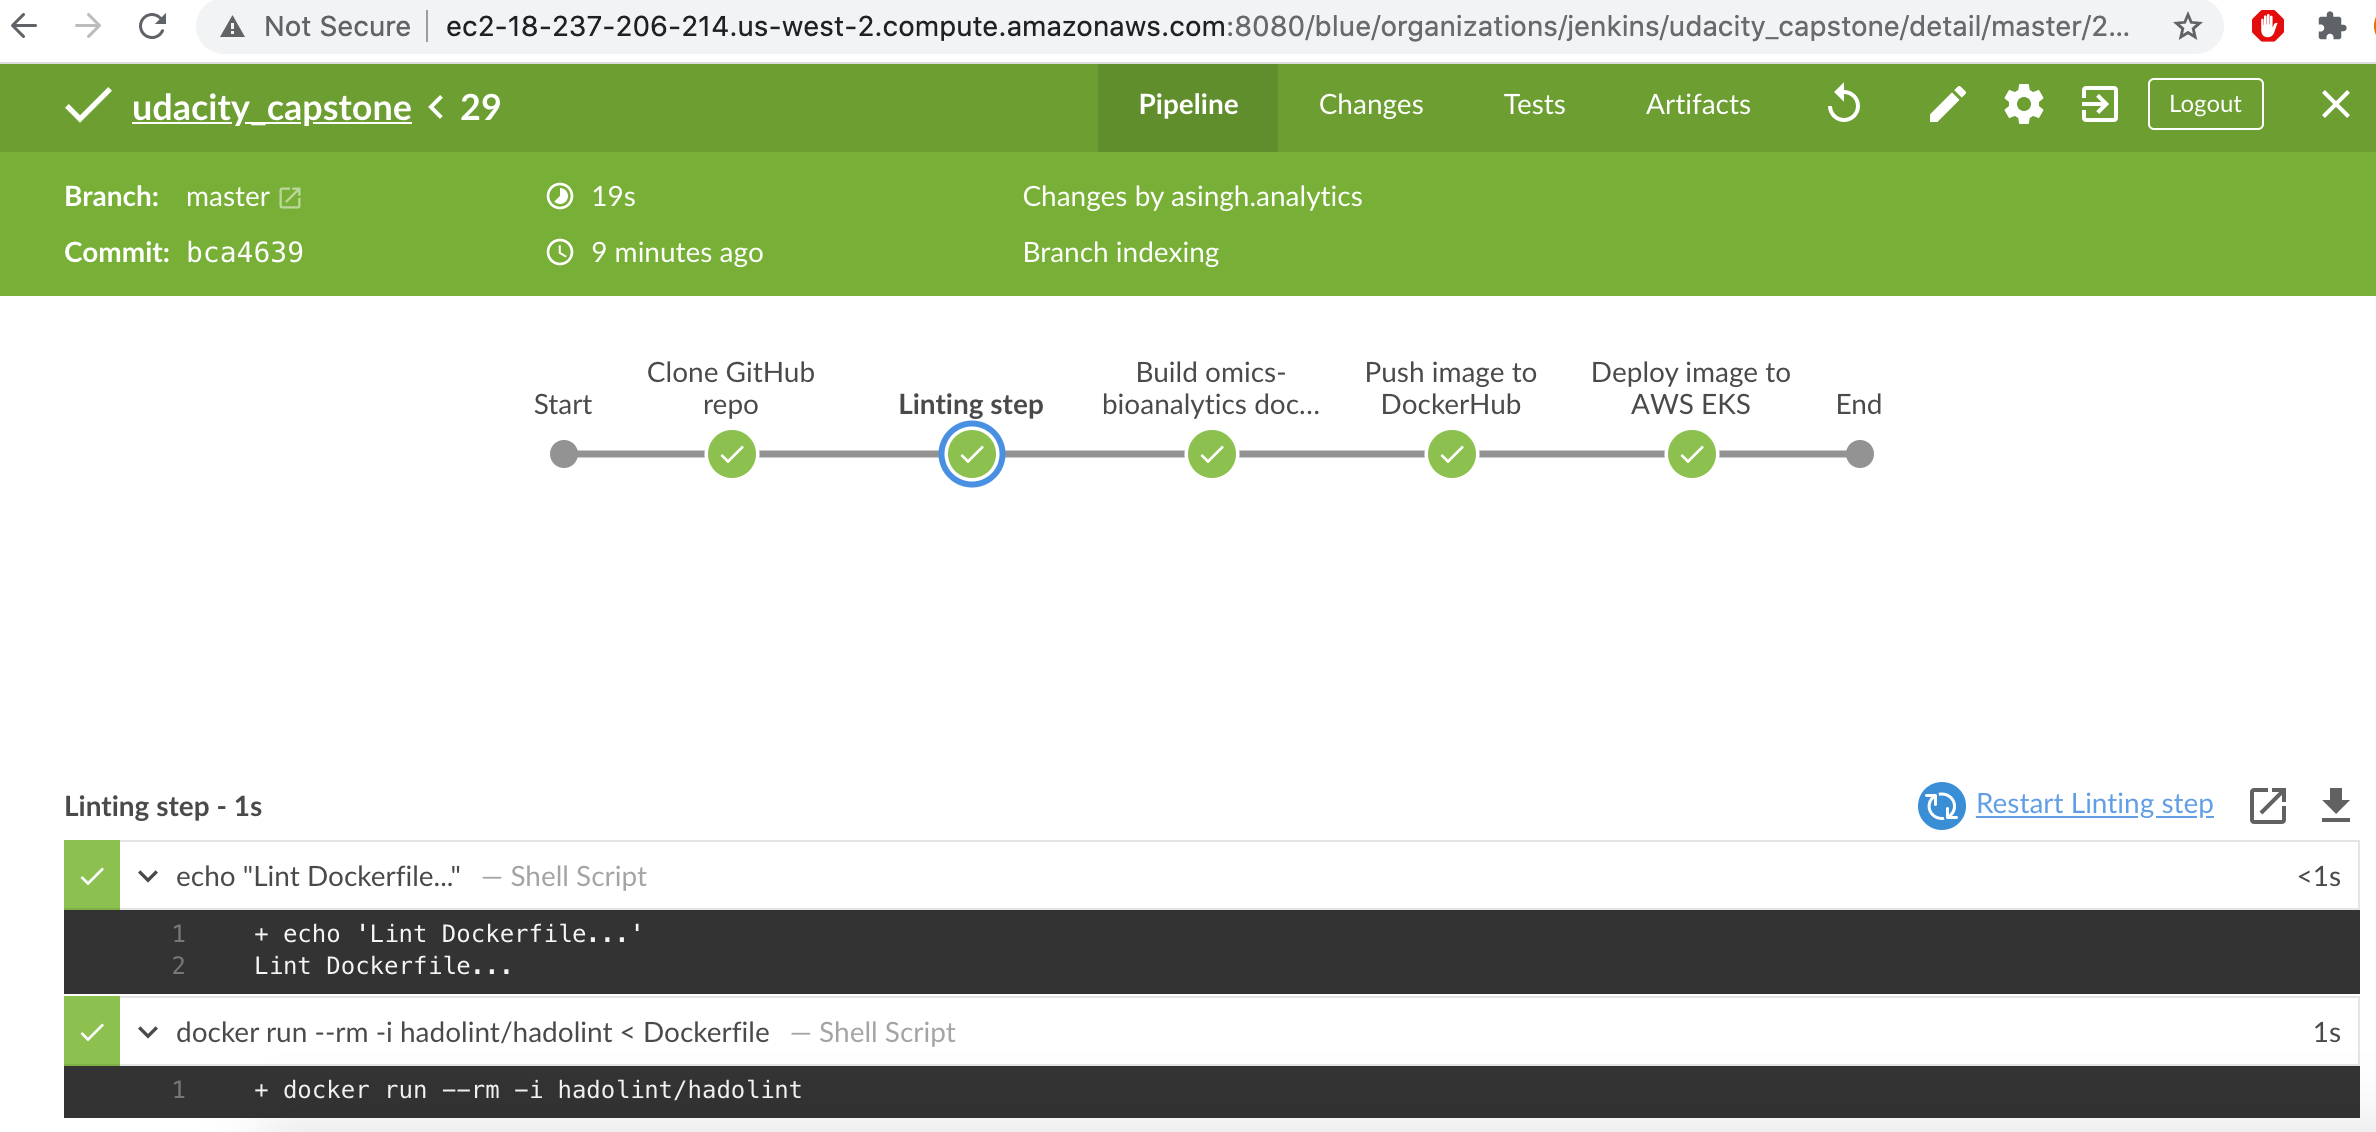 Not Secure ec2-18-237-206-214.us-west-2.compute.amazonaws.com:8080/blue/organizations/jenkins/udacity_capstone/detail/master/2...
udacity_capstone < 29 Pipeline Changes Tests Artifacts Logout
Branch: master 19s Changes by asingh.analytics
Commit: bca4639 9 minutes ago Branch indexing
Start
Clone GitHub
repo
Linting step
Build omics-
bioanalytics doc...
Push image to
DockerHub
Deploy image to
AWS EKS
End
Linting step - 1s Restart Linting step
echo "Lint Dockerfile..." — Shell Script <1s
1 + echo 'Lint Dockerfile...'
2 Lint Dockerfile...
docker run --rm -i hadolint/hadolint < Dockerfile — Shell Script 1s
1 + docker run --rm -i hadolint/hadolint